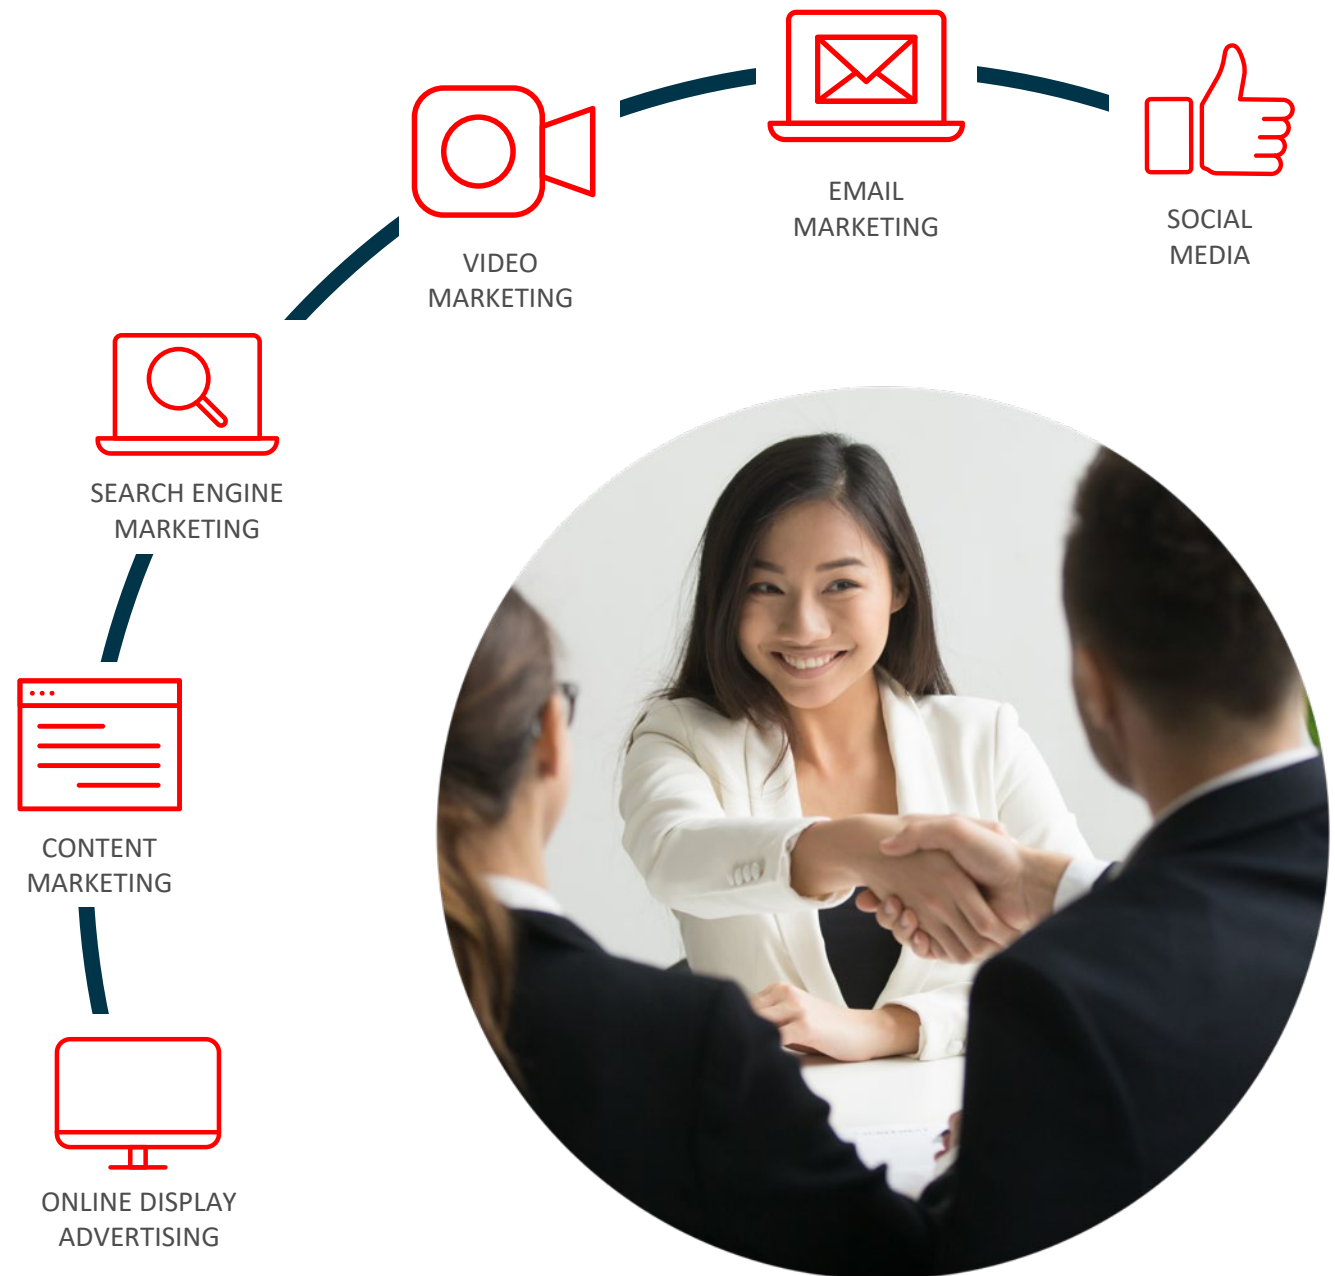 EMAIL
MARKETING
SOCIAL
MEDIA
VIDEO
MARKETING
SEARCH ENGINE
MARKETING
CONTENT
MARKETING
ONLINE DISPLAY
ADVERTISING